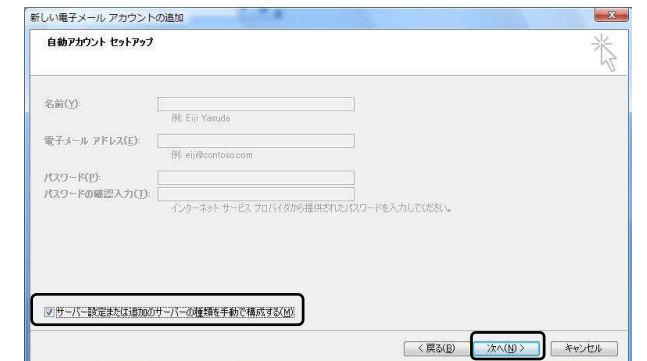 新しい電子メール アカウントの追加
自動アカウント セットアップ
名前(Y):
例: Eiji Yasuda
電子メール アドレス(E):
例: eiji@contoso.com
パスワード(P):
パスワードの確認入力(T):
インターネット サービス プロバイダから提供されたパスワードを入力してください。
サーバー設定または追加のサーバーの種類を手動で構成する(M)
< 戻る(B) 次へ(N) > キャンセル